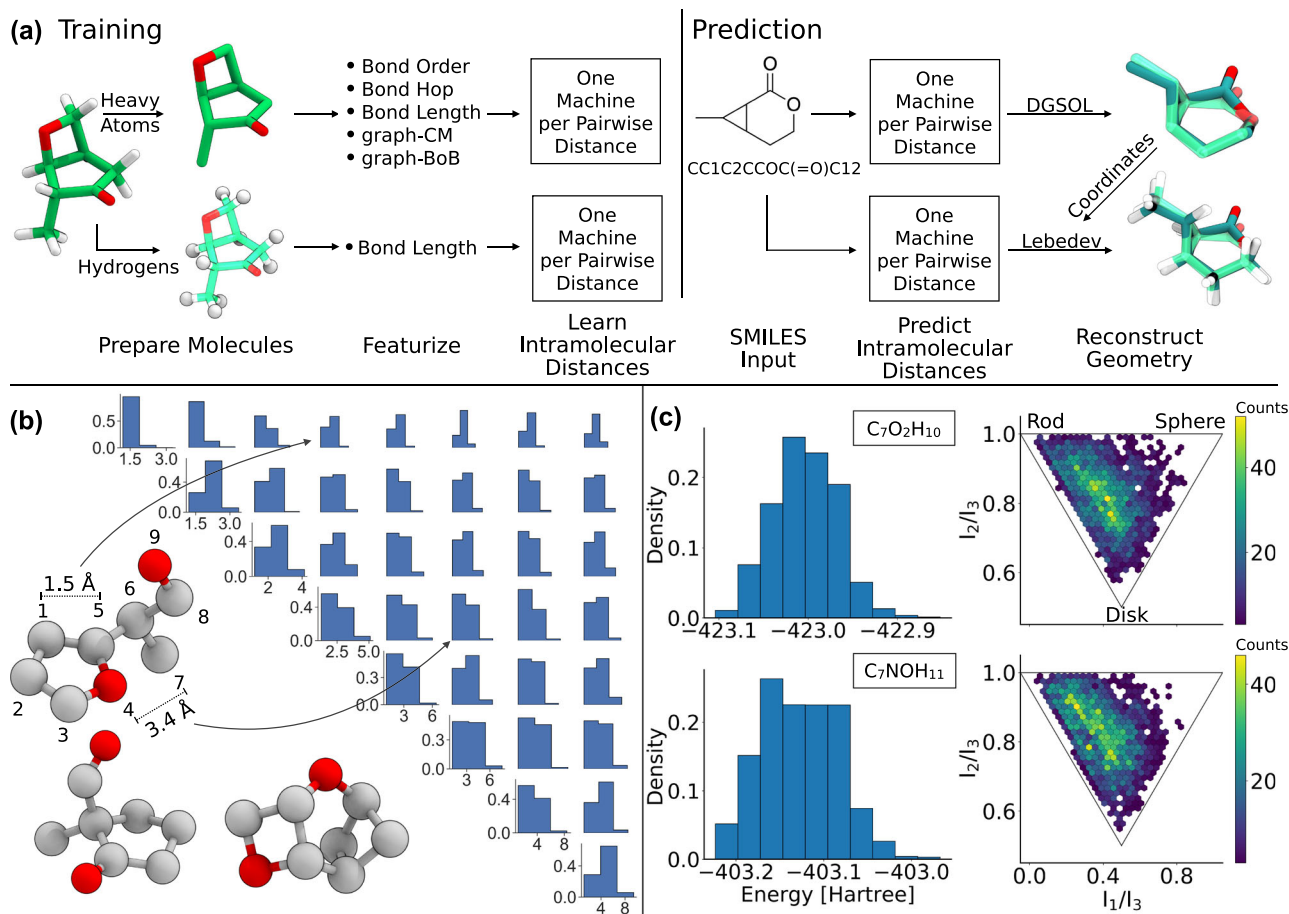 (a) Training
Heavy
Atoms
Hydrogens
• Bond Order
• Bond Hop
• Bond Length
• graph-CM
• graph-BoB
• Bond Length
One
Machine
per Pairwise
Distance
One
Machine
per Pairwise
Distance
Prepare Molecules
Featurize
Learn
Intramolecular
Distances
Prediction
O
O
CC1C2CCOC(=O)C12
One
Machine
per Pairwise
Distance
One
Machine
per Pairwise
Distance
DGSOL
Coordinates
Lebedev
SMILES
Input
Predict
Intramolecular
Distances
Reconstruct
Geometry
(b)
0.5
0.0
1.5 3.0
0.4
0.0
1.5 3.0
0.4
0.0
2 4
0.4
0.0
2.5 5.0
5.0
0.3
0.0
3 6
0.5
0.3
0.0
3 6
0.4
0.0
4 8
0.4
0.0
4 8
9
1.5 Å
1 5 6
8
2 3 4 7
3.4 Å
(c)
C₇O₂H₁₀
Density
0.2
0.1
0.0
−423.1 −423.0 −422.9
Rod Sphere
Disk
I₂/I₃
1.0
0.8
0.6
Counts
40
20
C₇NOH₁₁
Density
0.2
0.1
0.0
−403.2 −403.1 −403.0
Energy [Hartree]
I₂/I₃
1.0
0.8
0.6
0.0 0.4 0.8
I₁/I₃
Counts
40
20